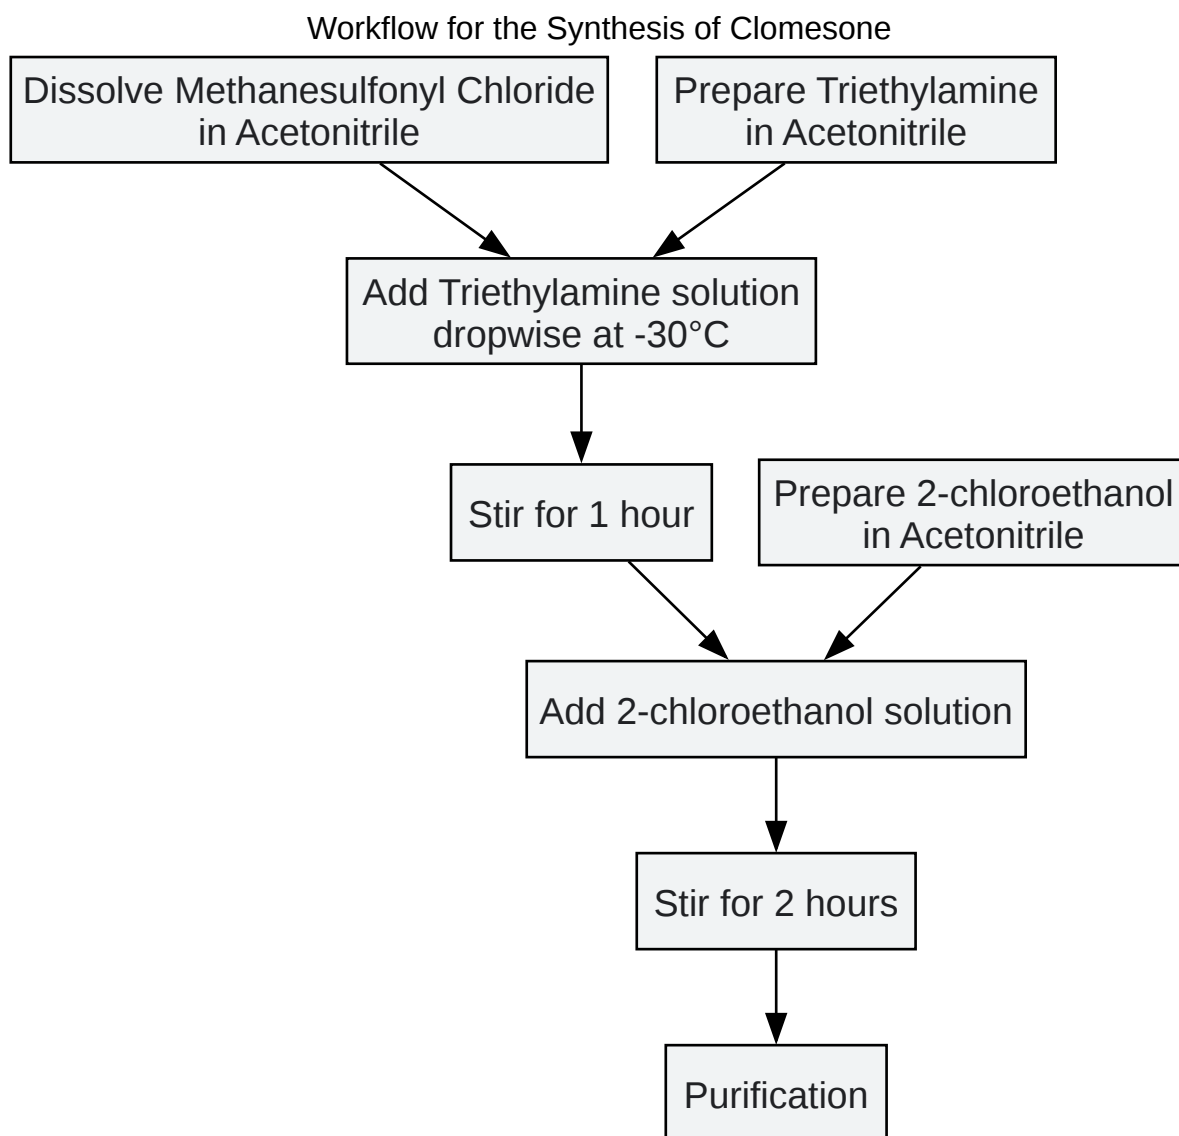 Workflow for the Synthesis of Clomesone
Dissolve Methanesulfonyl Chloride
in Acetonitrile
Prepare Triethylamine
in Acetonitrile
Add Triethylamine solution
dropwise at -30°C
Stir for 1 hour
Prepare 2-chloroethanol
in Acetonitrile
Add 2-chloroethanol solution
Stir for 2 hours
Purification